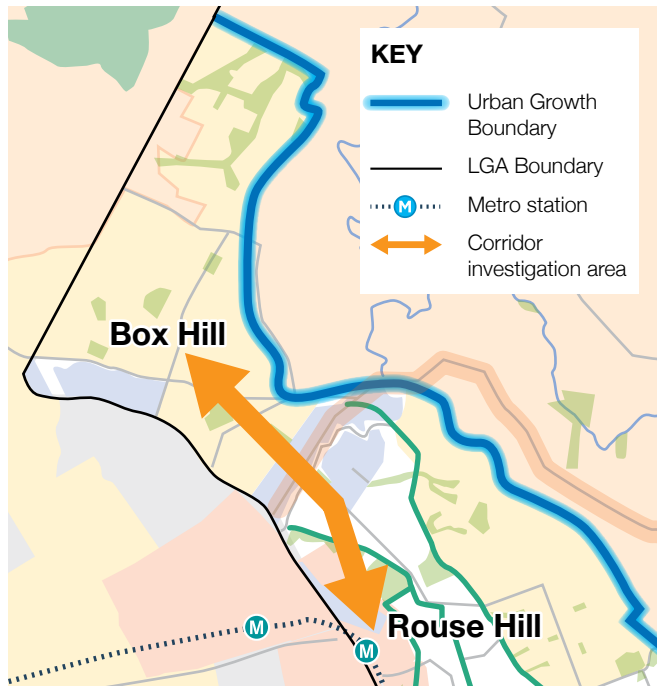 KEY
Urban Growth
Boundary
LGA Boundary
M
Metro station
Corridor
investigation area
Box Hill
Rouse Hill
M
M